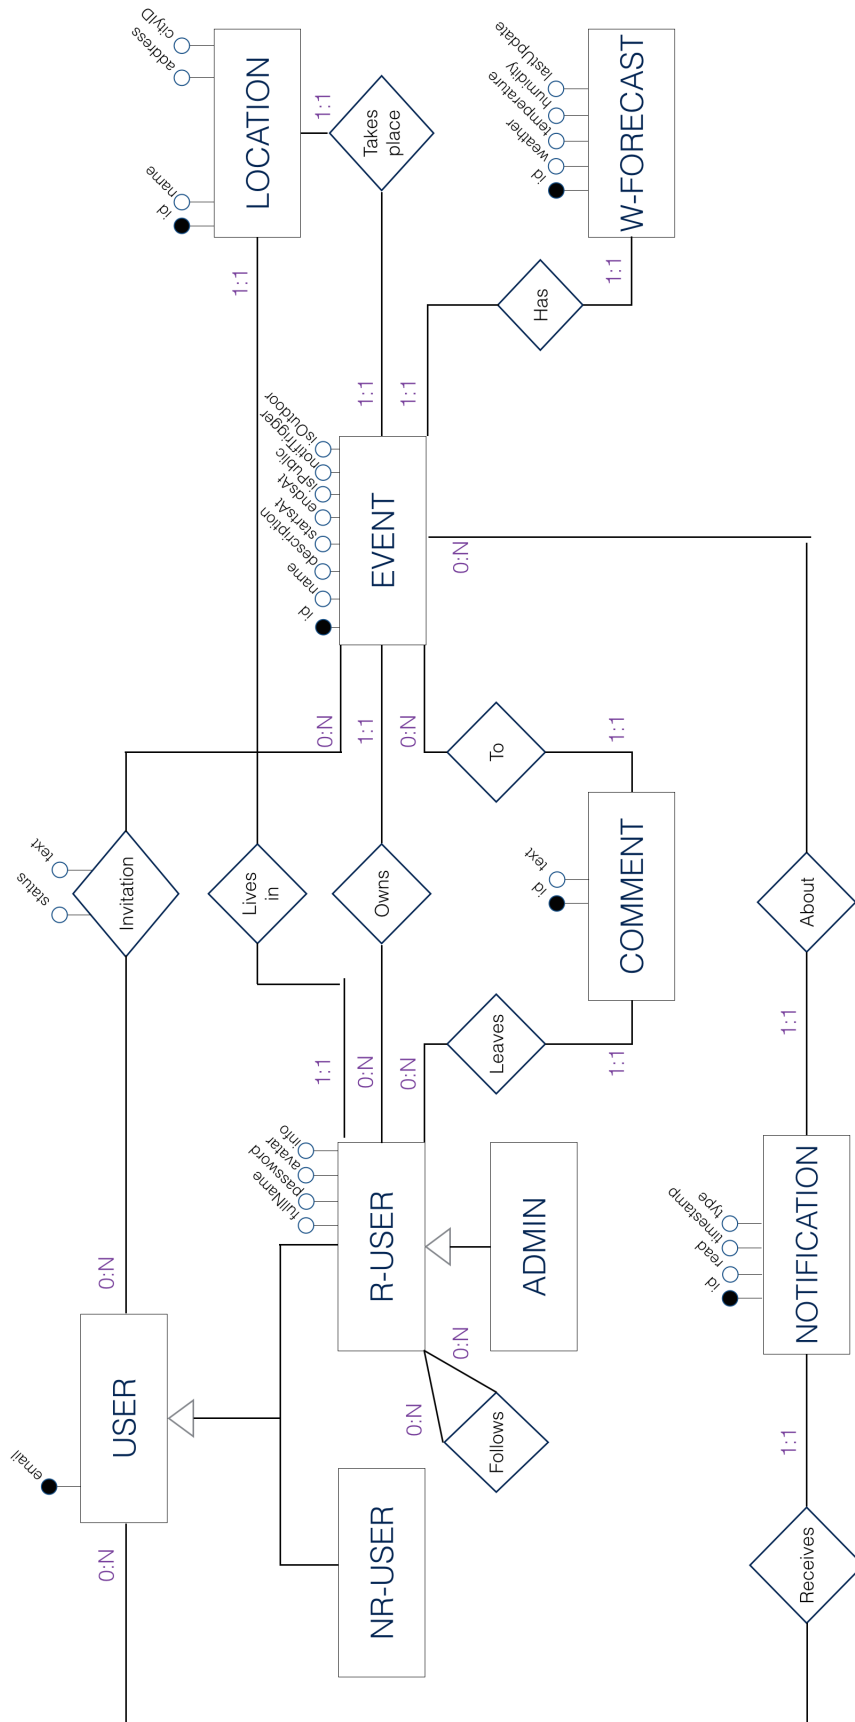 email
USER
0:N
0:N
Invitation
status
text
0:N
NR-USER
R-USER
fullName
password
avatar
info
ADMIN
Follows
0:N
0:N
1:1
0:N
0:N
Lives
in
Owns
Leaves
1:1
COMMENT
id
text
To
1:1
0:N
1:1
0:N
EVENT
id
name
description
startsAt
endsAt
isPublic
notifTrigger
isOutdoor
1:1
1:1
1:1
LOCATION
id
name
address
cityID
Takes
place
1:1
Has
1:1
W-FORECAST
id
weather
temperature
humidity
lastUpdate
Receives
1:1
NOTIFICATION
id
read
timestamp
type
1:1
About
0:N